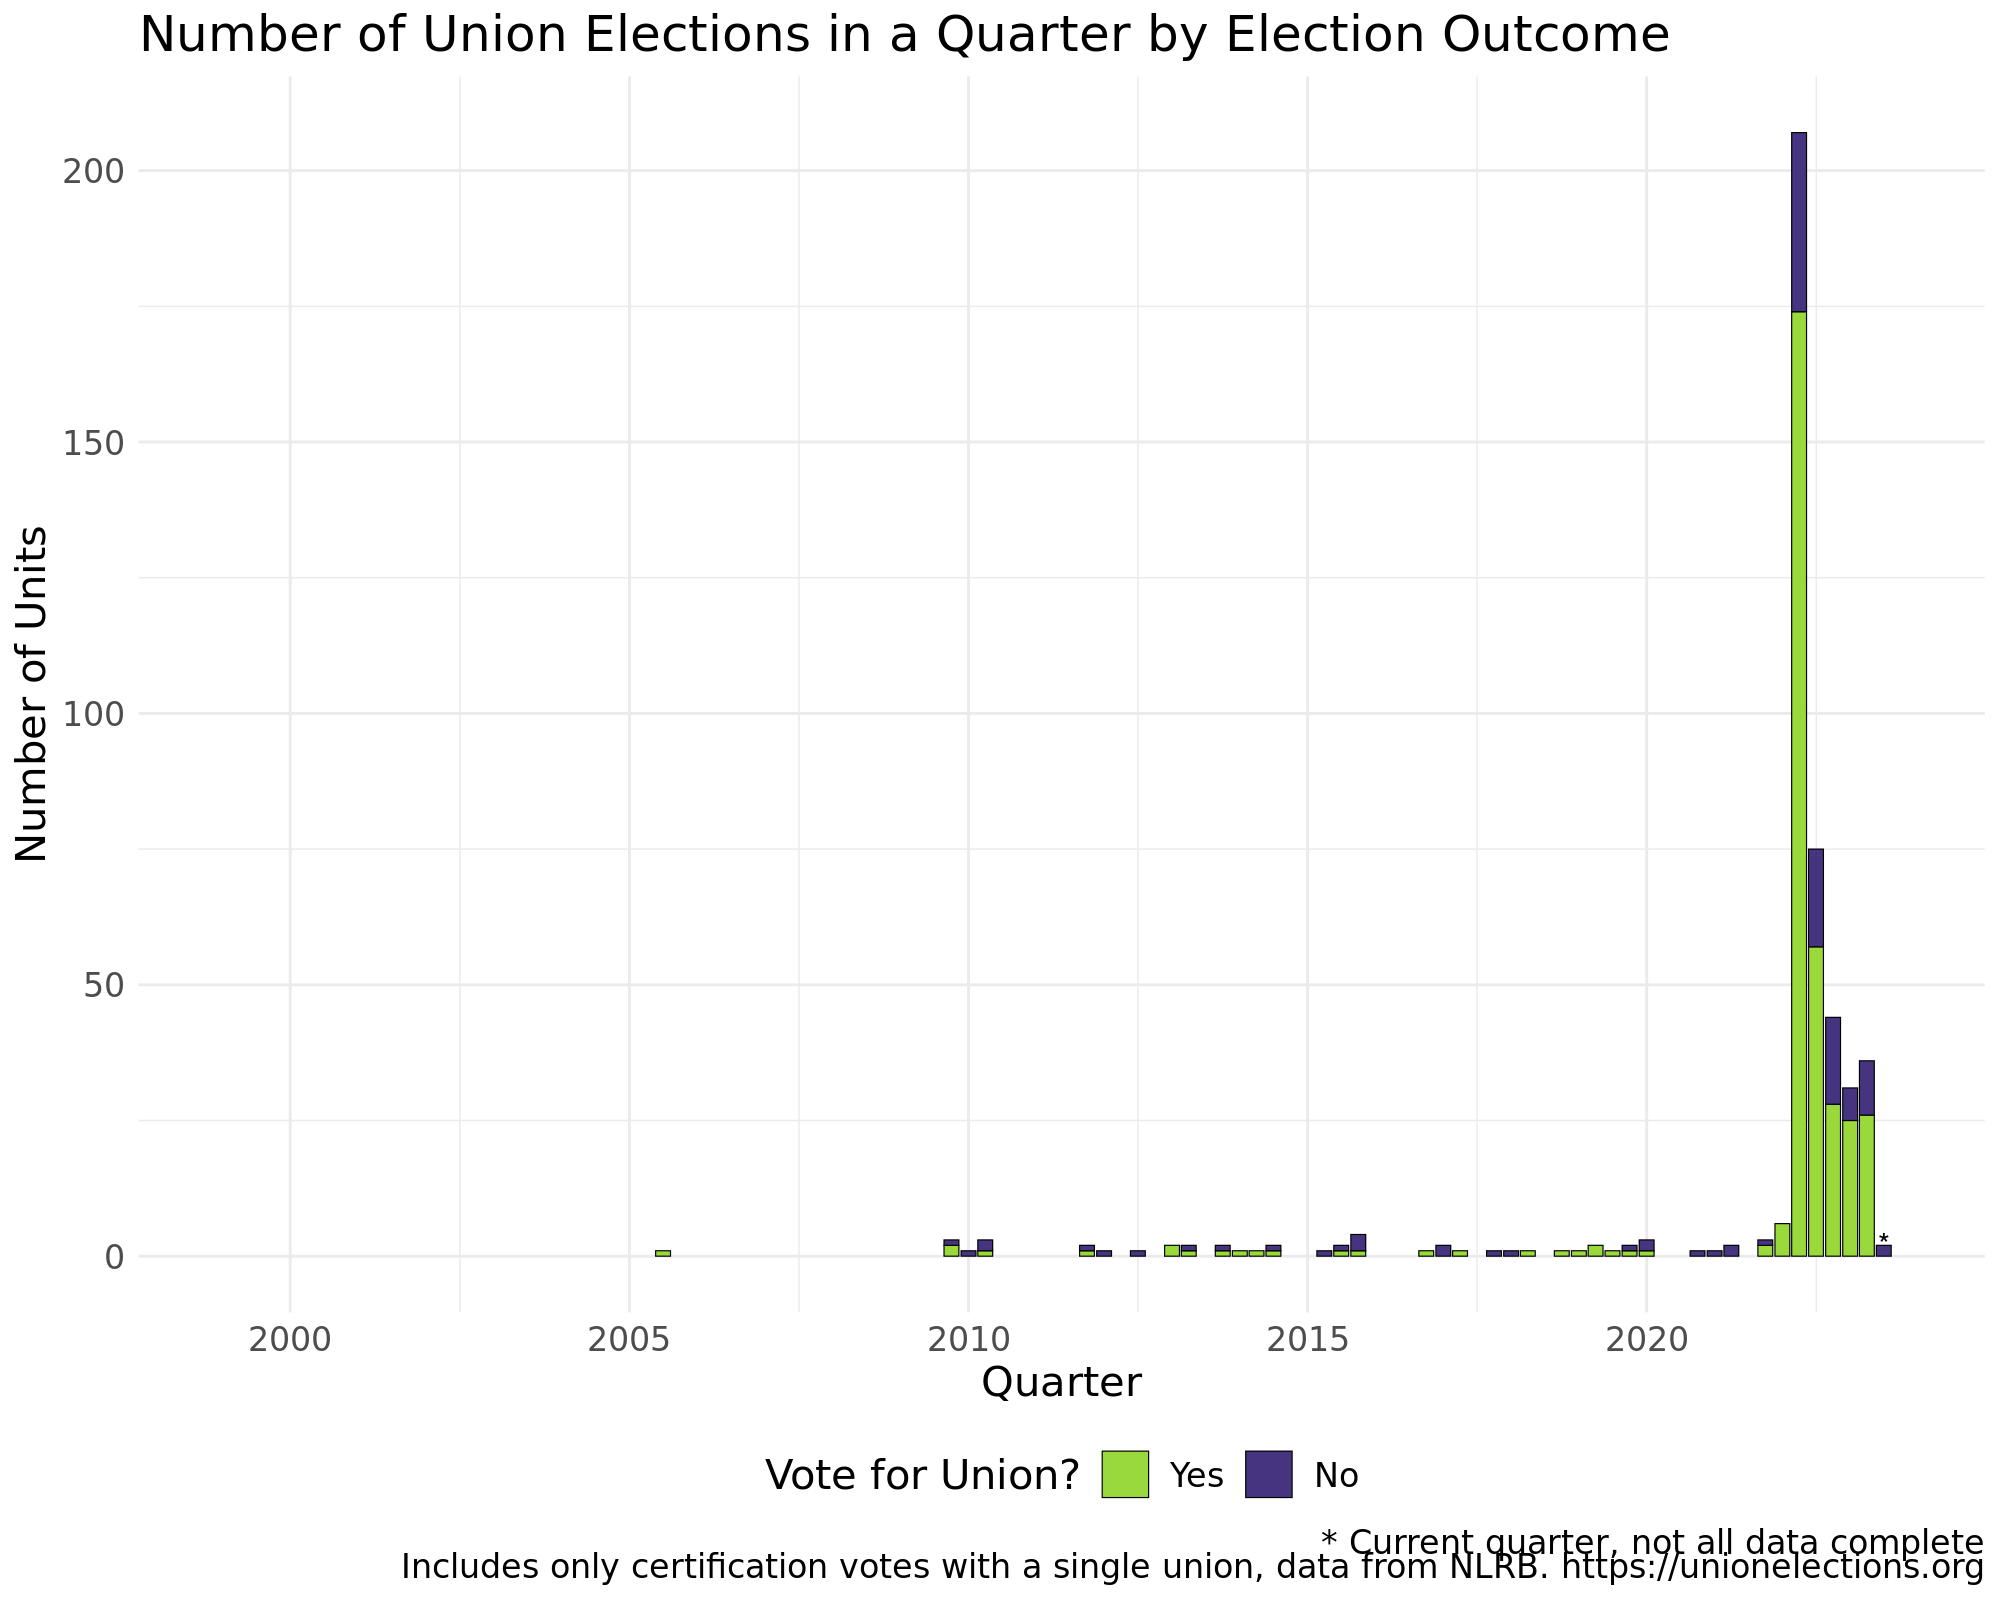 Number of Union Elections in a Quarter by Election Outcome
Number of Units
200
150
100
50
0
*
2000 2005 2010 2015 2020
Quarter
Vote for Union? Yes No
* Current quarter, not all data complete
Includes only certification votes with a single union, data from NLRB. https://unionelections.org